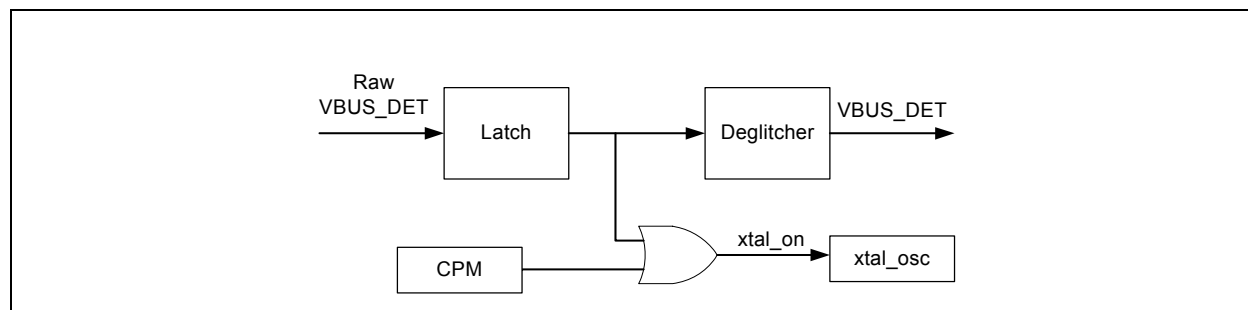 Raw
VBUS_DET
Latch
Deglitcher
VBUS_DET
CPM
xtal_on
xtal_osc